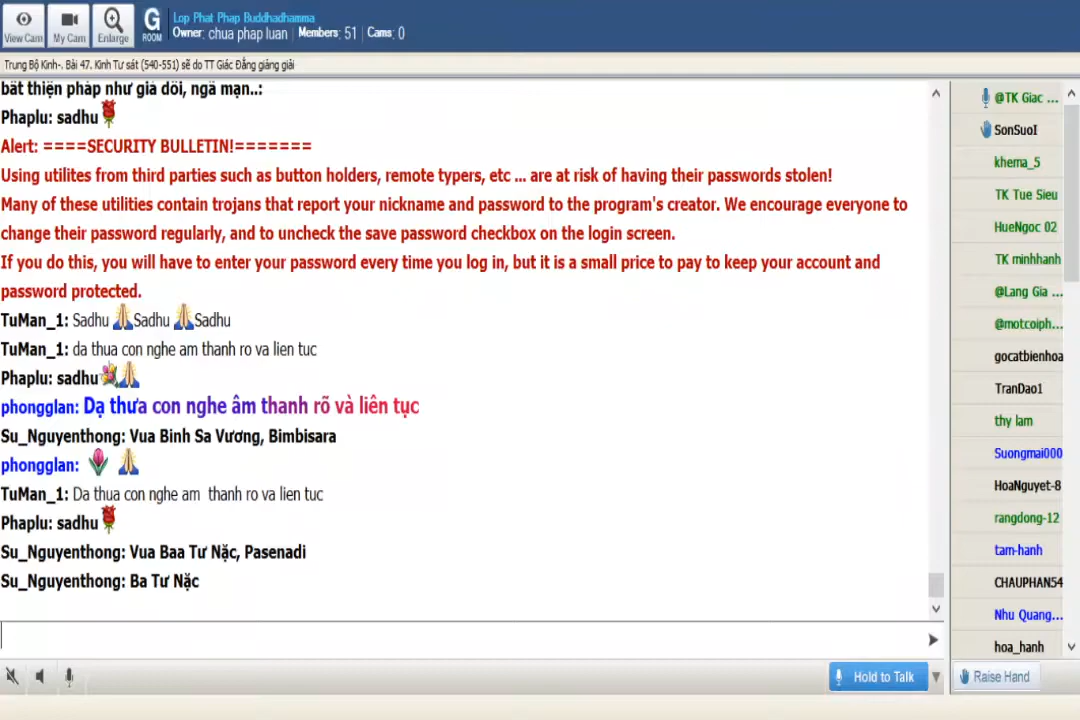 View Cam
My Cam
Enlarge
G
ROOM
Lop Phat Phap Buddhadhamma
Owner: chua phap luan | Members: 51 | Cams: 0
Trung Bộ Kinh-. Bài 47. Kinh Tư sát (540-551) sẽ do TT Giác Đẳng giảng giải
bất thiện pháp như giả dối, ngã mạn..:
Phaplu: sadhu
Alert: ====SECURITY BULLETIN!=======
Using utilites from third parties such as button holders, remote typers, etc ... are at risk of having their passwords stolen!
Many of these utilities contain trojans that report your nickname and password to the program's creator. We encourage everyone to
change their password regularly, and to uncheck the save password checkbox on the login screen.
If you do this, you will have to enter your password every time you log in, but it is a small price to pay to keep your account and
password protected.
TuMan_1: Sadhu Sadhu Sadhu
TuMan_1: da thua con nghe am thanh ro va lien tuc
Phaplu: sadhu
phongglan: Dạ thưa con nghe âm thanh rõ và liên tục
Su_Nguyenthong: Vua Binh Sa Vương, Bimbisara
phongglan:
TuMan_1: Da thua con nghe am thanh ro va lien tuc
Phaplu: sadhu
Su_Nguyenthong: Vua Baa Tư Nặc, Pasenadi
Su_Nguyenthong: Ba Tư Nặc
Hold to Talk
@TK Giac ...
SonSuoI
khema_5
TK Tue Sieu
HueNgoc 02
TK minhhanh
@Lang Gia ...
@motcoiph...
gocatbienhoa
TranDao1
thy lam
Suongmai000
HoaNguyet-8
rangdong-12
tam-hanh
CHAUPHAN54
Nhu Quang...
hoa_hanh
Raise Hand